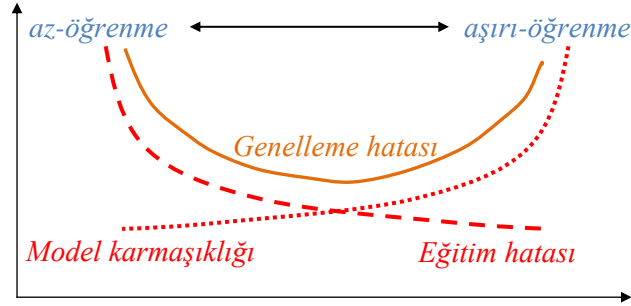 az-öğrenme aşırı-öğrenme
Genelleme hatası
Model karmaşıklığı Eğitim hatası